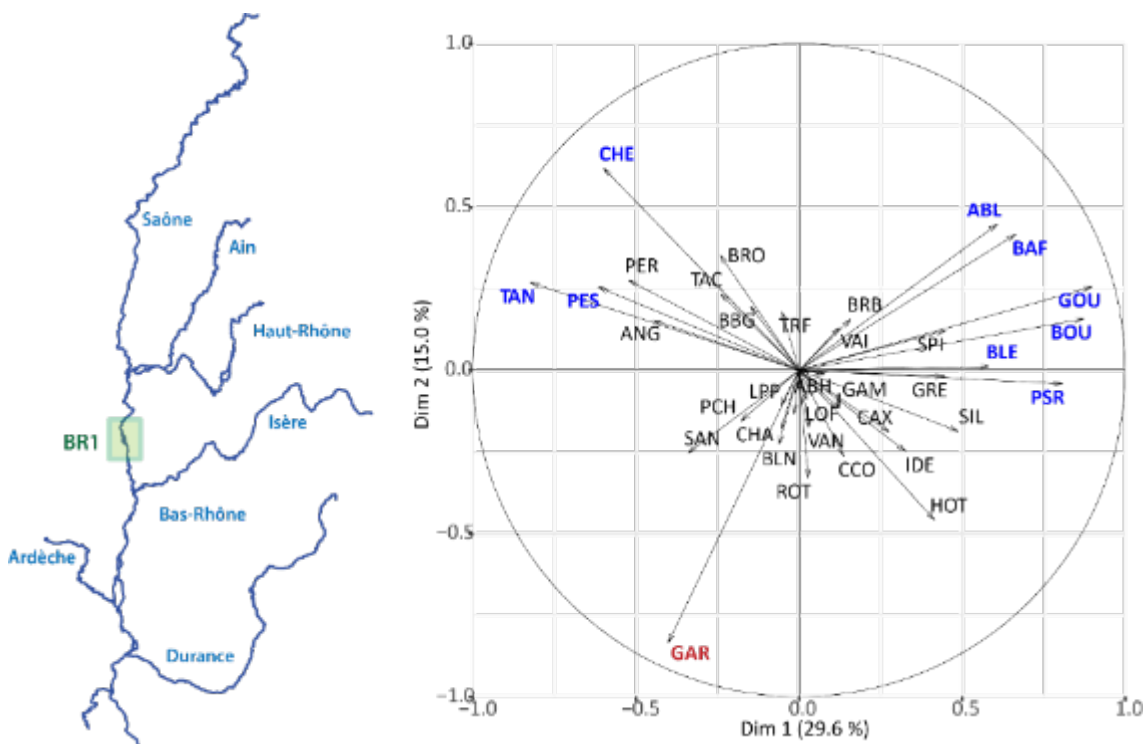 Saône
Ain
Haut-Rhône
Isère
BR1
Bas-Rhône
Ardèche
Durance
1.0
0.5
0.0
−0.5
−1.0
Dim 2 (15.0 %)
CHE
ABL
BAF
BRO
PER
TAC
TAN
PES
GOU
BRB
BBG
TRF
BOU
ANG
VAI
SPI
BLE
LPF
ABH
GAM
GRE
PSR
PCH
LOF
CAX
SIL
SAN
CHA
VAN
BLN
CCO
IDE
ROT
HOT
GAR
−1.0
−0.5
0.0
0.5
1.0
Dim 1 (29.6 %)